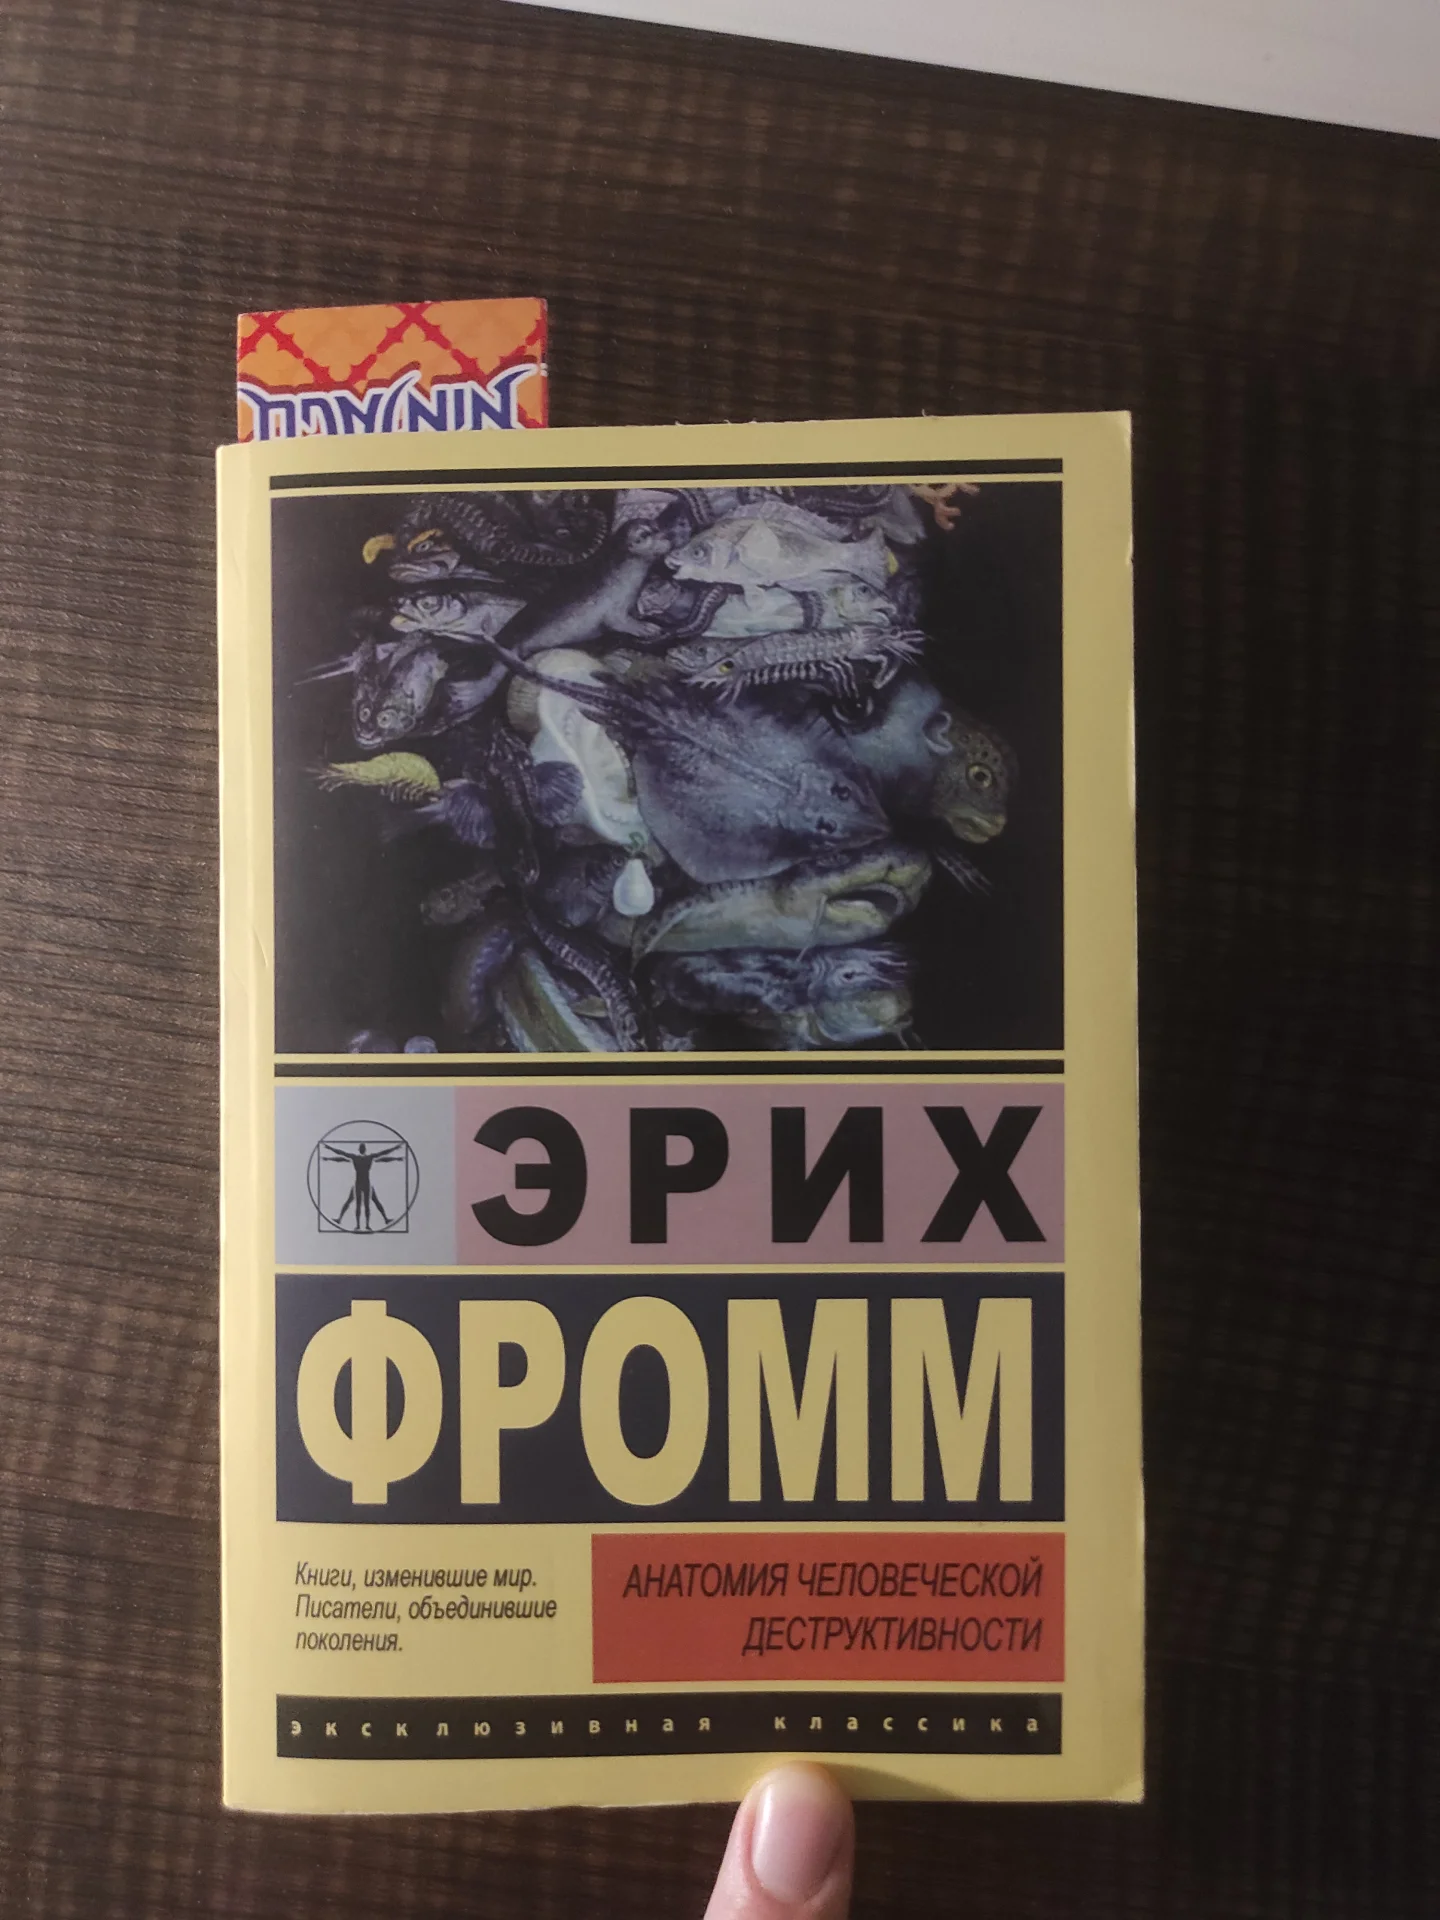 ЭРИХ
ФРОММ
Книги, изменившие мир.
Писатели, объединившие
поколения.
АНАТОМИЯ ЧЕЛОВЕЧЕСКОЙ
ДЕСТРУКТИВНОСТИ
эксклюзивная классика